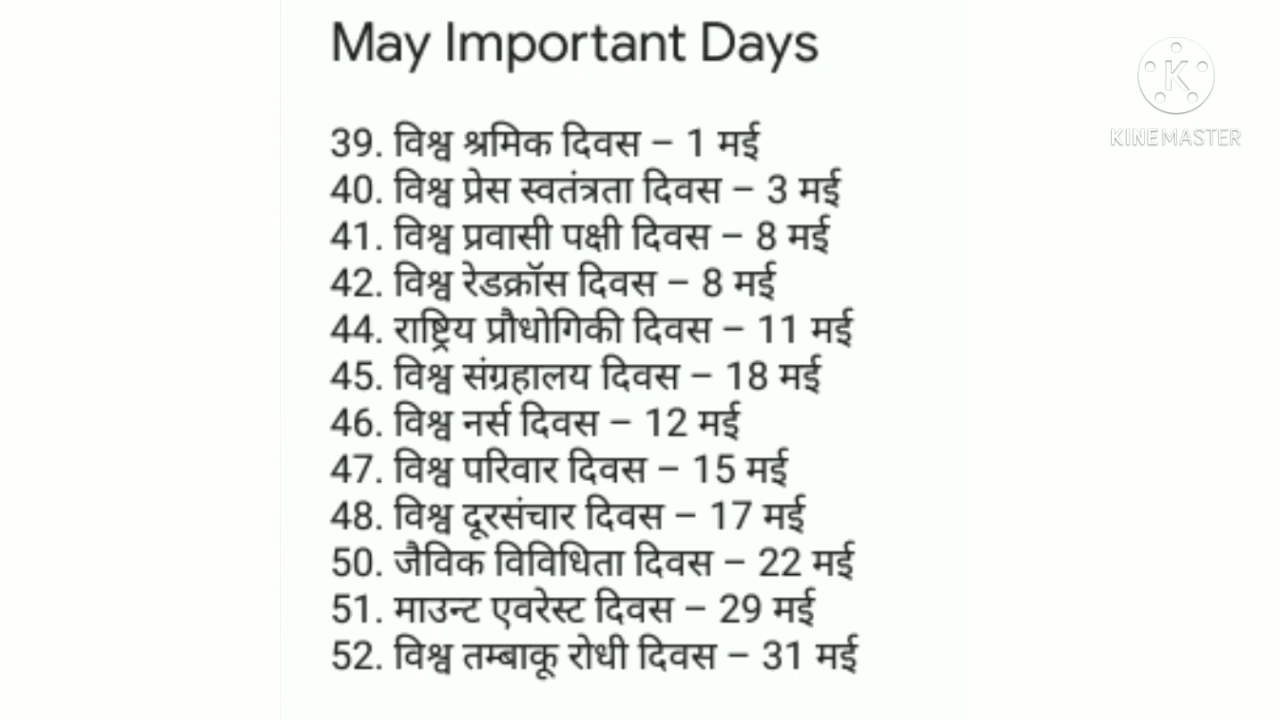 May Important Days
K
KINEMASTER
39. विश्व श्रमिक दिवस – 1 मई
40. विश्व प्रेस स्वतंत्रता दिवस – 3 मई
41. विश्व प्रवासी पक्षी दिवस – 8 मई
42. विश्व रेडक्रॉस दिवस – 8 मई
44. राष्ट्रिय प्रौधोगिकी दिवस – 11 मई
45. विश्व संग्रहालय दिवस – 18 मई
46. विश्व नर्स दिवस – 12 मई
47. विश्व परिवार दिवस – 15 मई
48. विश्व दूरसंचार दिवस – 17 मई
50. जैविक विविधिता दिवस – 22 मई
51. माउन्ट एवरेस्ट दिवस – 29 मई
52. विश्व तम्बाकू रोधी दिवस – 31 मई